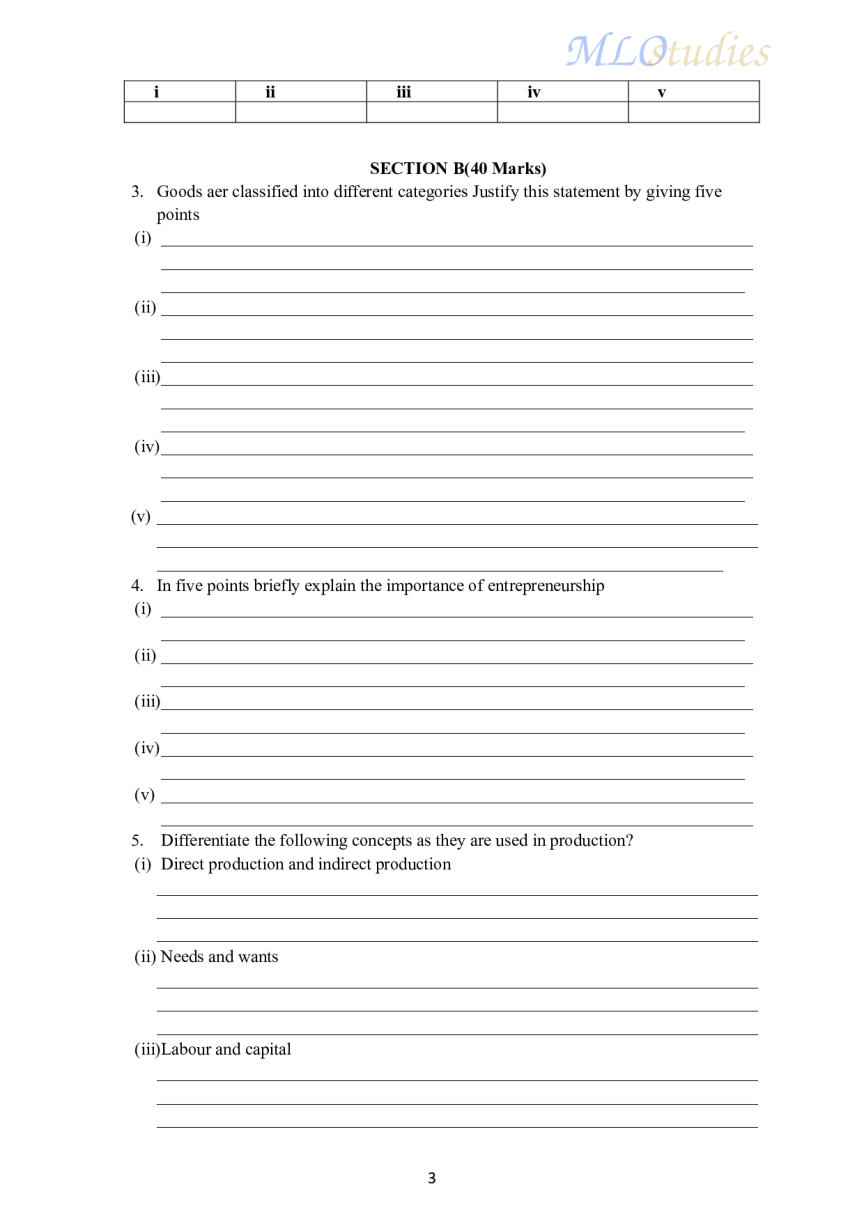 MLOstudies
i ii iii iv v
SECTION B(40 Marks)
3. Goods aer classified into different categories Justify this statement by giving five
points
(i)
(ii)
(iii)
(iv)
(v)
4. In five points briefly explain the importance of entrepreneurship
(i)
(ii)
(iii)
(iv)
(v)
5. Differentiate the following concepts as they are used in production?
(i) Direct production and indirect production
(ii) Needs and wants
(iii)Labour and capital
3